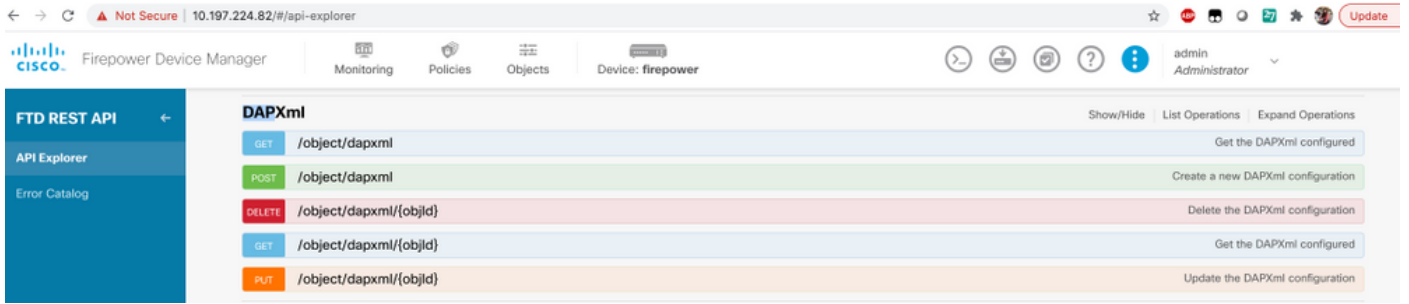 Not Secure | 10.197.224.82/#/api-explorer
ABP
27
Update
CISCO
Firepower Device Manager
Monitoring
Policies
Objects
Device: firepower
admin
Administrator
FTD REST API
API Explorer
Error Catalog
DAPXml
Show/Hide | List Operations | Expand Operations
GET /object/dapxml Get the DAPXml configured
POST /object/dapxml Create a new DAPXml configuration
DELETE /object/dapxml/{objId} Delete the DAPXml configuration
GET /object/dapxml/{objId} Get the DAPXml configured
PUT /object/dapxml/{objId} Update the DAPXml configuration